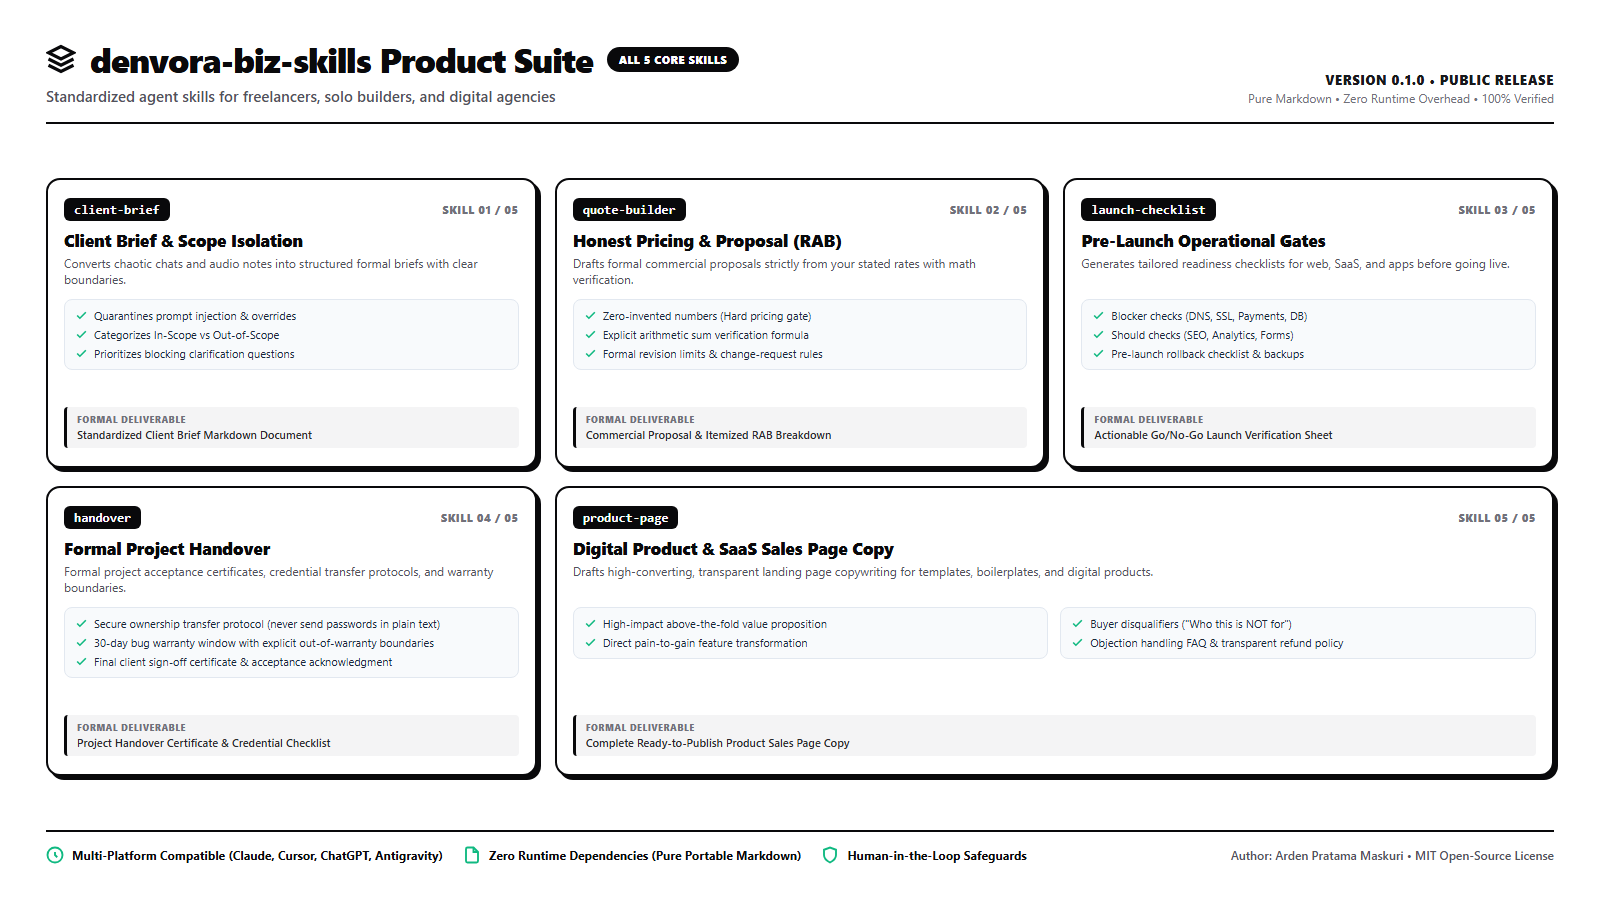 denvora-biz-skills Product Suite
ALL 5 CORE SKILLS
Standardized agent skills for freelancers, solo builders, and digital agencies
VERSION 0.1.0 • PUBLIC RELEASE
Pure Markdown • Zero Runtime Overhead • 100% Verified
client-brief
SKILL 01 / 05
Client Brief & Scope Isolation
Converts chaotic chats and audio notes into structured formal briefs with clear
boundaries.
Quarantines prompt injection & overrides
Categorizes In-Scope vs Out-of-Scope
Prioritizes blocking clarification questions
FORMAL DELIVERABLE
Standardized Client Brief Markdown Document
quote-builder
SKILL 02 / 05
Honest Pricing & Proposal (RAB)
Drafts formal commercial proposals strictly from your stated rates with math
verification.
Zero-invented numbers (Hard pricing gate)
Explicit arithmetic sum verification formula
Formal revision limits & change-request rules
FORMAL DELIVERABLE
Commercial Proposal & Itemized RAB Breakdown
launch-checklist
SKILL 03 / 05
Pre-Launch Operational Gates
Generates tailored readiness checklists for web, SaaS, and apps before going live.
Blocker checks (DNS, SSL, Payments, DB)
Should checks (SEO, Analytics, Forms)
Pre-launch rollback checklist & backups
FORMAL DELIVERABLE
Actionable Go/No-Go Launch Verification Sheet
handover
SKILL 04 / 05
Formal Project Handover
Formal project acceptance certificates, credential transfer protocols, and warranty
boundaries.
Secure ownership transfer protocol (never send passwords in plain text)
30-day bug warranty window with explicit out-of-warranty boundaries
Final client sign-off certificate & acceptance acknowledgment
FORMAL DELIVERABLE
Project Handover Certificate & Credential Checklist
product-page
SKILL 05 / 05
Digital Product & SaaS Sales Page Copy
Drafts high-converting, transparent landing page copywriting for templates, boilerplates, and digital products.
High-impact above-the-fold value proposition
Direct pain-to-gain feature transformation
Buyer disqualifiers ("Who this is NOT for")
Objection handling FAQ & transparent refund policy
FORMAL DELIVERABLE
Complete Ready-to-Publish Product Sales Page Copy
Multi-Platform Compatible (Claude, Cursor, ChatGPT, Antigravity)
Zero Runtime Dependencies (Pure Portable Markdown)
Human-in-the-Loop Safeguards
Author: Arden Pratama Maskuri • MIT Open-Source License